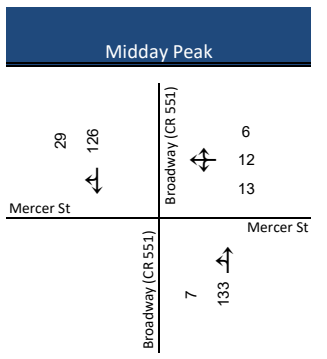 Midday Peak
Broadway (CR 551)
29
126
6
12
13
Mercer St
Mercer St
Broadway (CR 551)
7
133